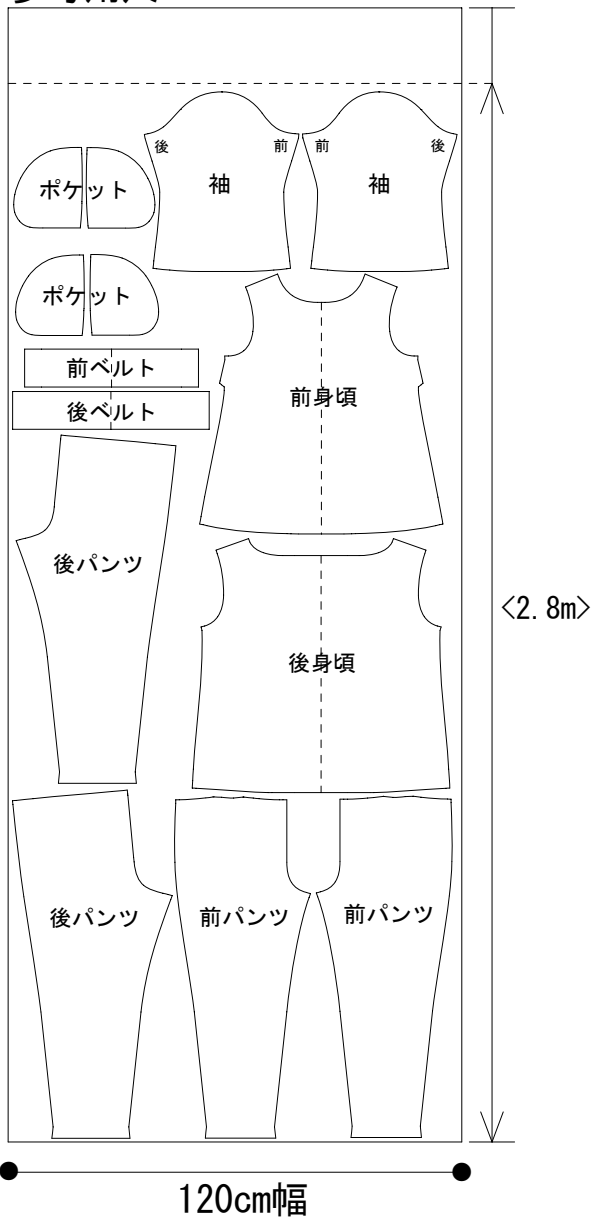 後
前
前
後
袖
袖
ポケット
ポケット
前ベルト
後ベルト
前身頃
後パンツ
<2.8m>
後身頃
後パンツ
前パンツ
前パンツ
120cm幅